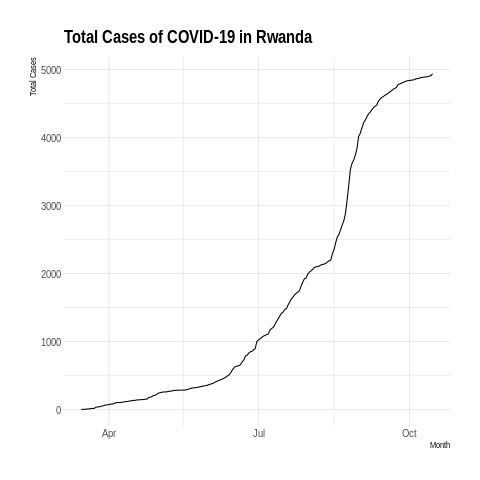 Total Cases of COVID-19 in Rwanda
Total Cases
5000
4000
3000
2000
1000
0
Apr
Jul
Oct
Month